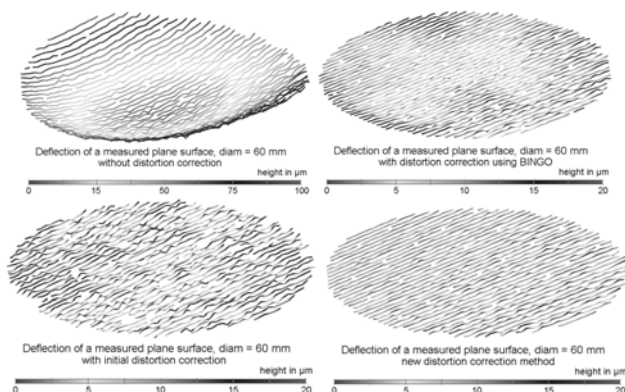 Deflection of a measured plane surface, diam = 60 mm
without distortion correction
height in µm
0 15 50 75 100
Deflection of a measured plane surface, diam = 60 mm
with distortion correction using BINGO
height in µm
0 5 10 15 20
Deflection of a measured plane surface, diam = 60 mm
with initial distortion correction
height in µm
0 5 10 15 20
Deflection of a measured plane surface, diam = 60 mm
new distortion correction method
height in µm
0 5 10 15 20